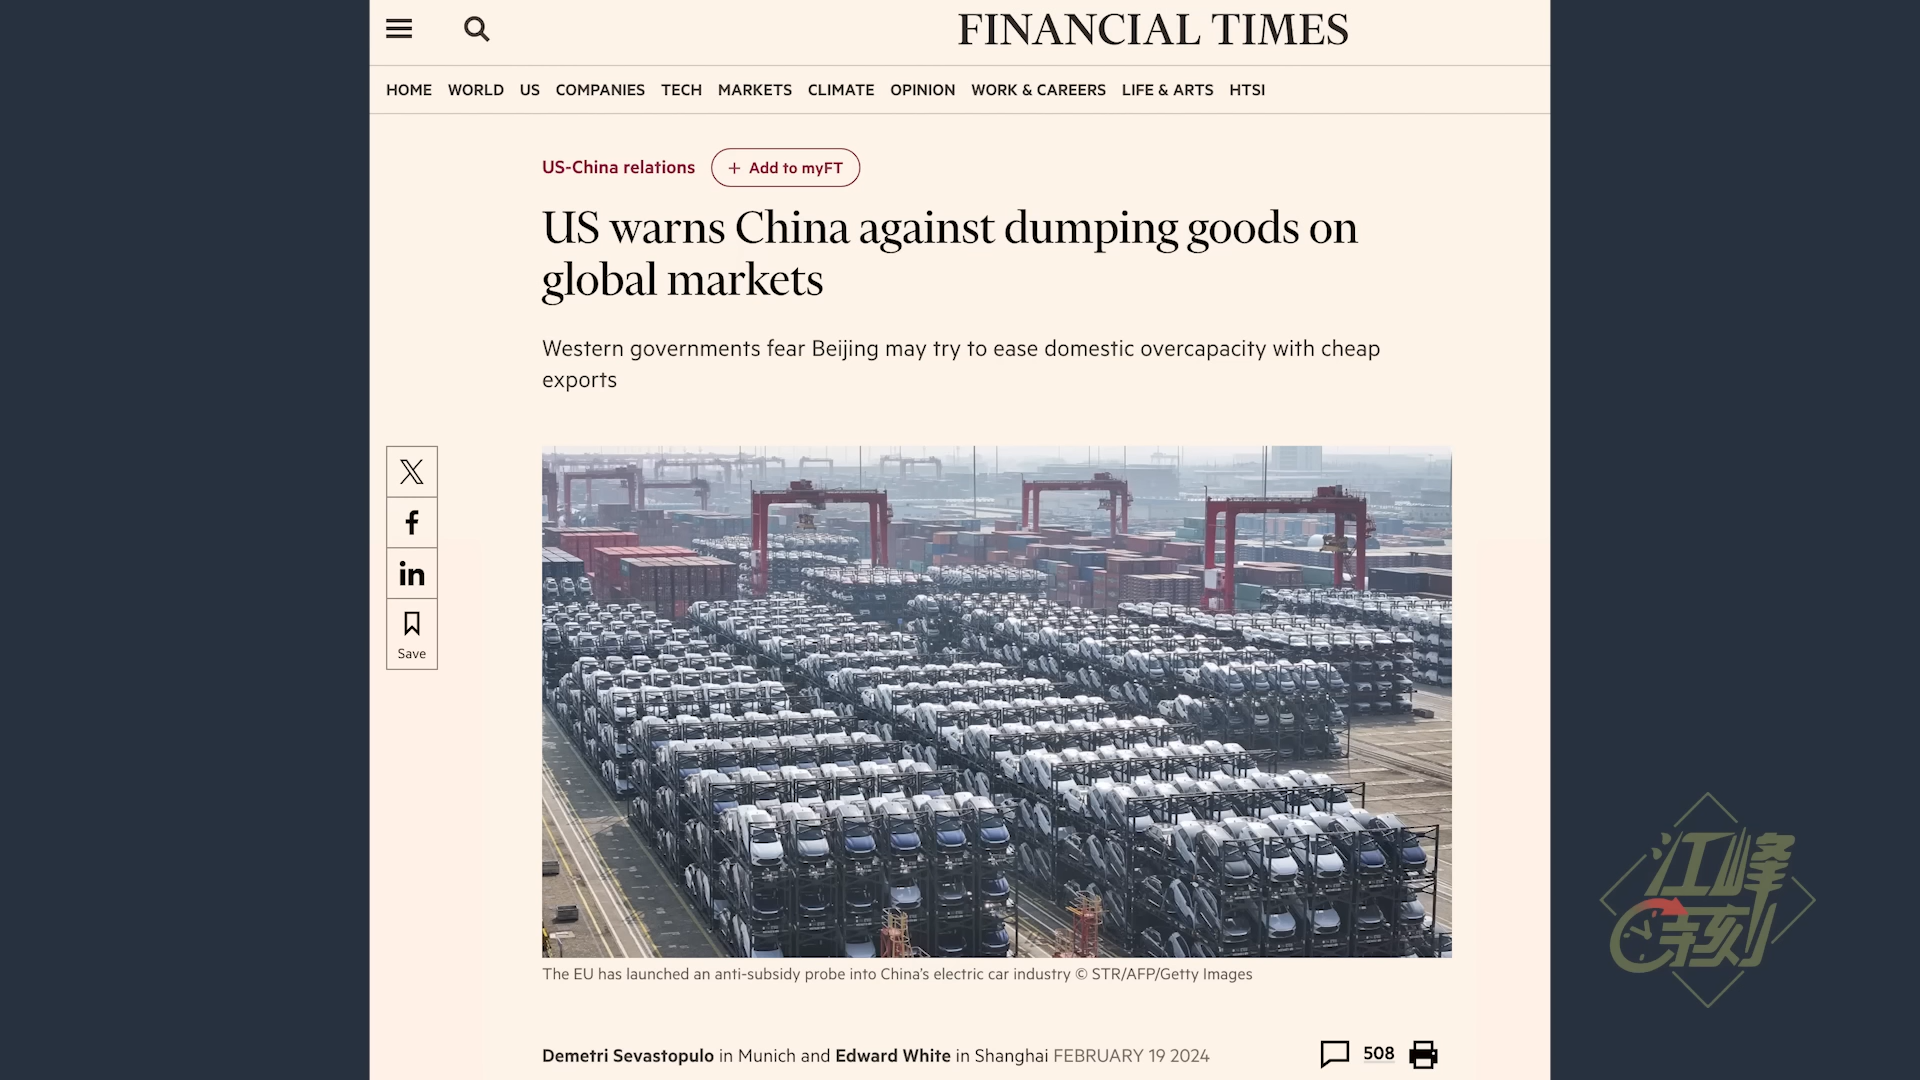 FINANCIAL TIMES
HOME WORLD US COMPANIES TECH MARKETS CLIMATE OPINION WORK & CAREERS LIFE & ARTS HTSI
US-China relations + Add to myFT
US warns China against dumping goods on
global markets
Western governments fear Beijing may try to ease domestic overcapacity with cheap
exports
Save
The EU has launched an anti-subsidy probe into China's electric car industry © STR/AFP/Getty Images
Demetri Sevastopulo in Munich and Edward White in Shanghai FEBRUARY 19 2024
508
江峰
时刻